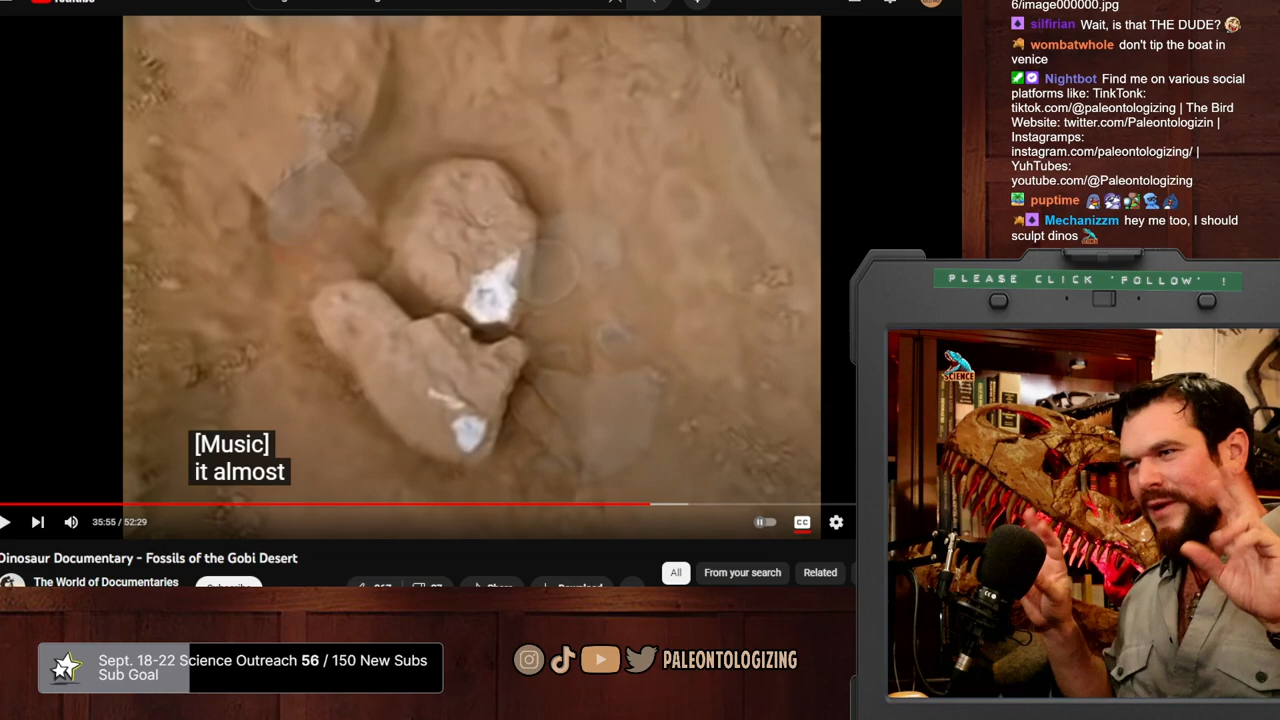 [Music]
it almost
35:55 / 52:29
CC
Dinosaur Documentary - Fossils of the Gobi Desert
The World of Documentaries
Subscribe
All
From your search
Related
6/image000000.jpg
silfirian Wait, is that THE DUDE?
wombatwhole don't tip the boat in
venice
Nightbot Find me on various social
platforms like: TinkTonk:
tiktok.com/@paleontologizing | The Bird
Website: twitter.com/Paleontologizin |
Instagramps:
instagram.com/paleontologizing/ |
YuhTubes:
youtube.com/@Paleontologizing
puptime
Mechanizzm hey me too, I should
sculpt dinos
PLEASE CLICK 'FOLLOW' !
SCIENCE
Sept. 18-22 Science Outreach 56 / 150 New Subs
Sub Goal
PALEONTOLOGIZING